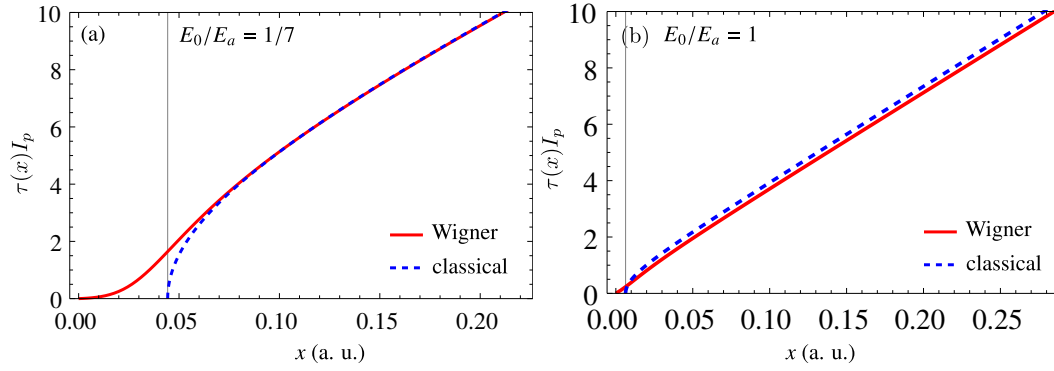 (a)
E₀/Eₐ = 1/7
10
8
6
4
2
0
τ(x)Iₚ
Wigner
classical
0.00 0.05 0.10 0.15 0.20
x (a. u.)
(b)
E₀/Eₐ = 1
10
8
6
4
2
0
τ(x)Iₚ
Wigner
classical
0.00 0.05 0.10 0.15 0.20 0.25
x (a. u.)